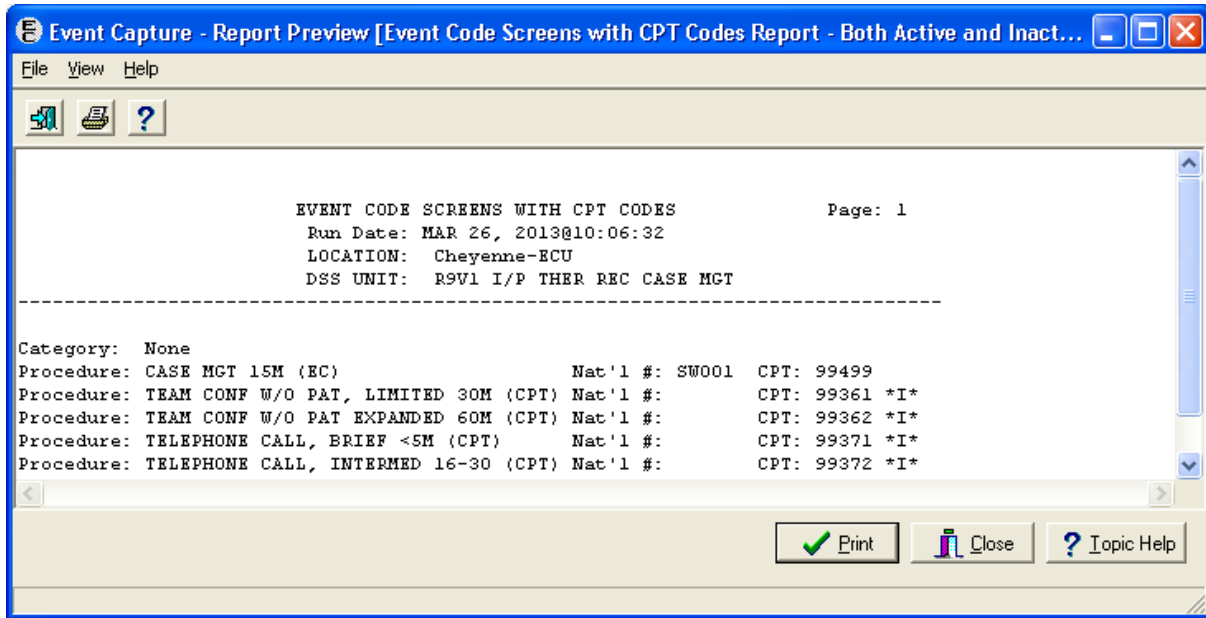 Event Capture - Report Preview [Event Code Screens with CPT Codes Report - Both Active and Inact...
File View Help
?
EVENT CODE SCREENS WITH CPT CODES Page: 1
Run Date: MAR 26, 2013@10:06:32
LOCATION: Cheyenne-ECU
DSS UNIT: R9V1 I/P THER REC CASE MGT
--------------------------------------------------------------------------------
Category: None
Procedure: CASE MGT 15M (EC) Nat'l #: SW001 CPT: 99499
Procedure: TEAM CONF W/O PAT, LIMITED 30M (CPT) Nat'l #: CPT: 99361 *I*
Procedure: TEAM CONF W/O PAT EXPANDED 60M (CPT) Nat'l #: CPT: 99362 *I*
Procedure: TELEPHONE CALL, BRIEF <5M (CPT) Nat'l #: CPT: 99371 *I*
Procedure: TELEPHONE CALL, INTERMED 16-30 (CPT) Nat'l #: CPT: 99372 *I*
Print Close ? Topic Help